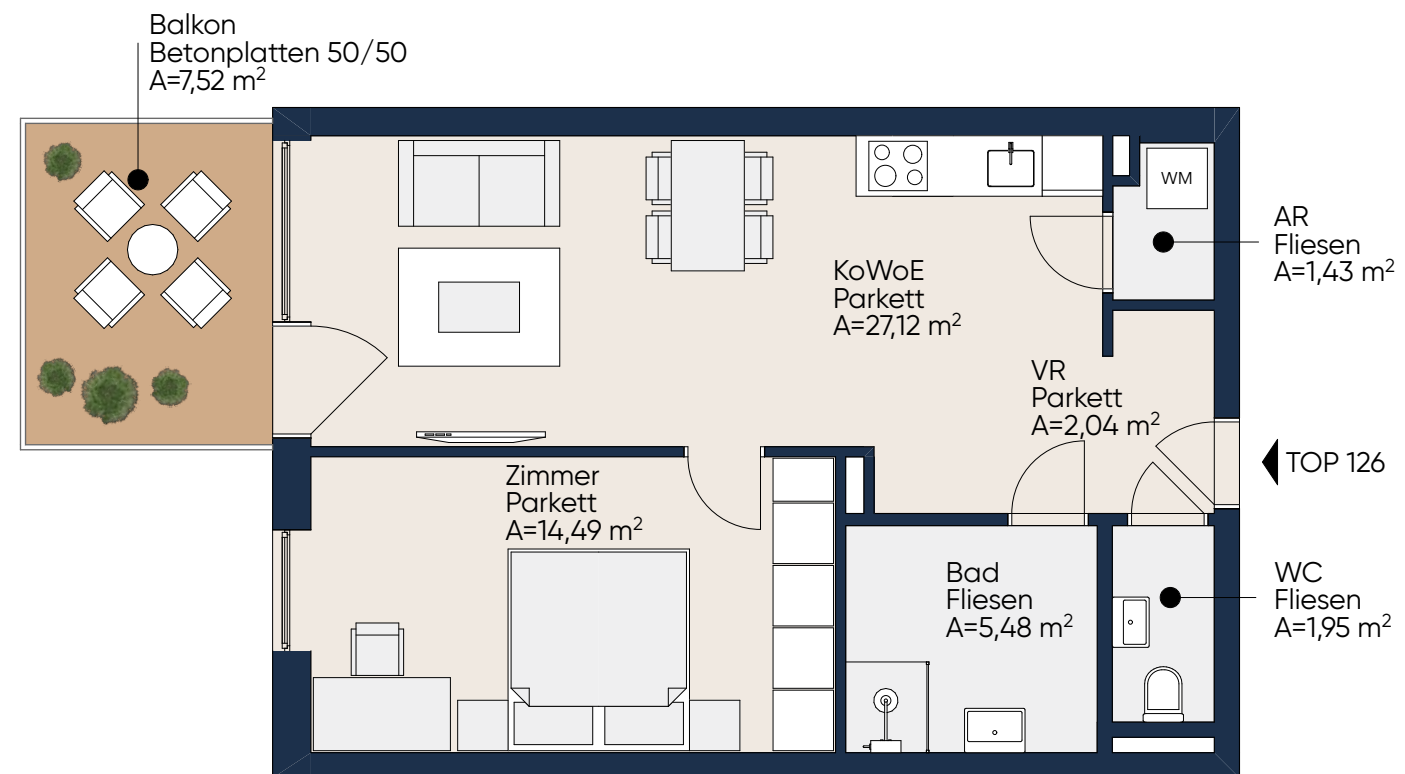 Balkon
Betonplatten 50/50
A=7,52 m²
WM
AR
Fliesen
A=1,43 m²
KoWoE
Parkett
A=27,12 m²
VR
Parkett
A=2,04 m²
TOP 126
Zimmer
Parkett
A=14,49 m²
Bad
Fliesen
A=5,48 m²
WC
Fliesen
A=1,95 m²